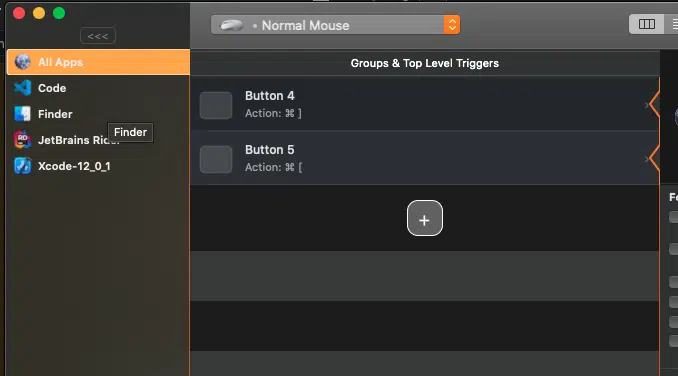 <<<
• Normal Mouse
All Apps
Code
Finder
JetBrains Rider
Finder
Xcode-12_0_1
Groups & Top Level Triggers
Button 4
Action: ⌘ ]
Button 5
Action: ⌘ [
+